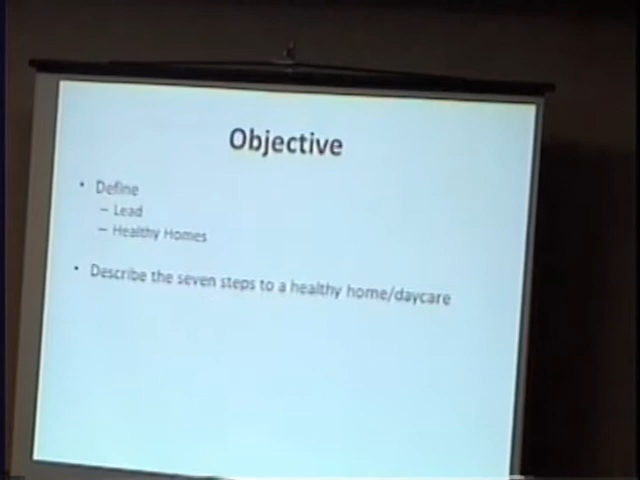 Objective
• Define
– Lead
– Healthy Homes
• Describe the seven steps to a healthy home/daycare